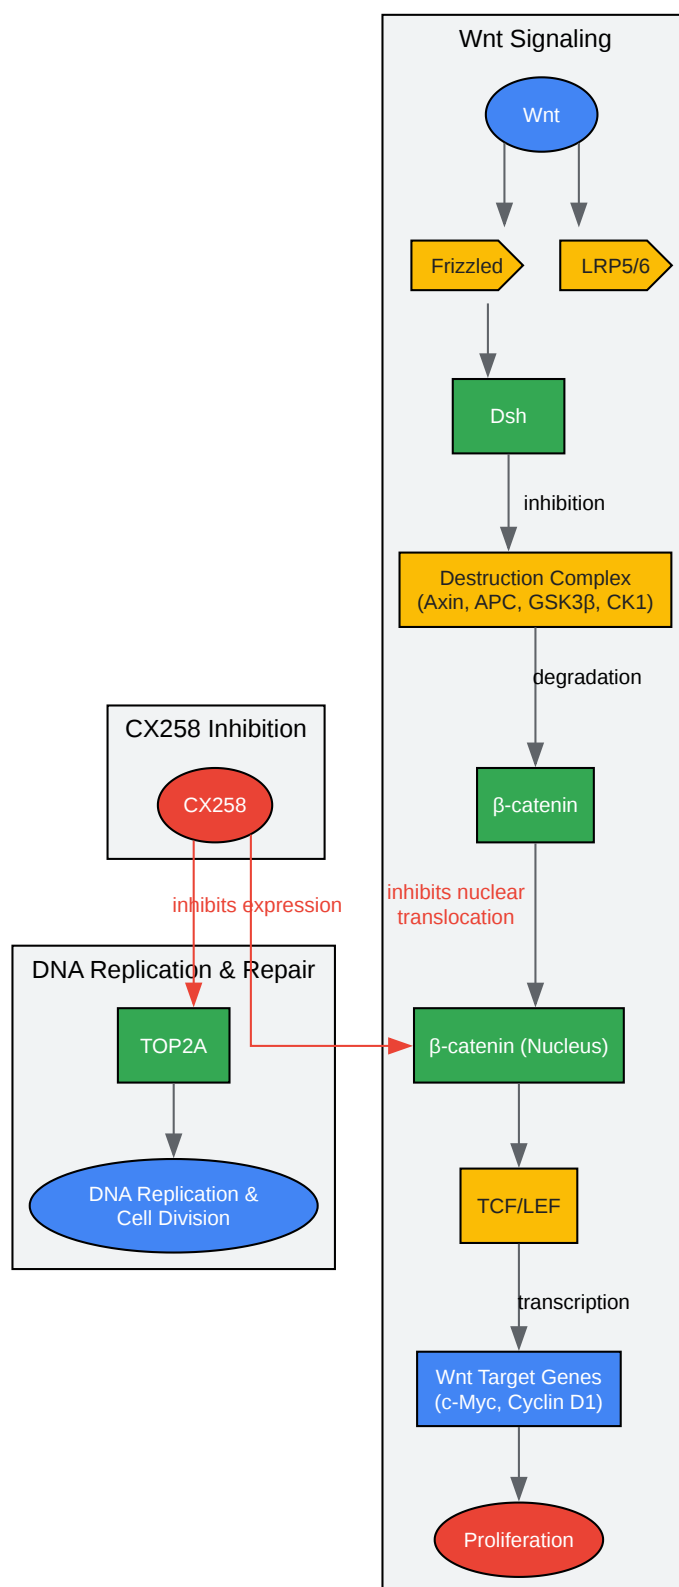 Wnt Signaling
Wnt
Frizzled
LRP5/6
Dsh
inhibition
Destruction Complex
(Axin, APC, GSK3β, CK1)
degradation
CX258 Inhibition
CX258
β-catenin
inhibits expression
inhibits nuclear
translocation
DNA Replication & Repair
TOP2A
β-catenin (Nucleus)
DNA Replication &
Cell Division
TCF/LEF
transcription
Wnt Target Genes
(c-Myc, Cyclin D1)
Proliferation